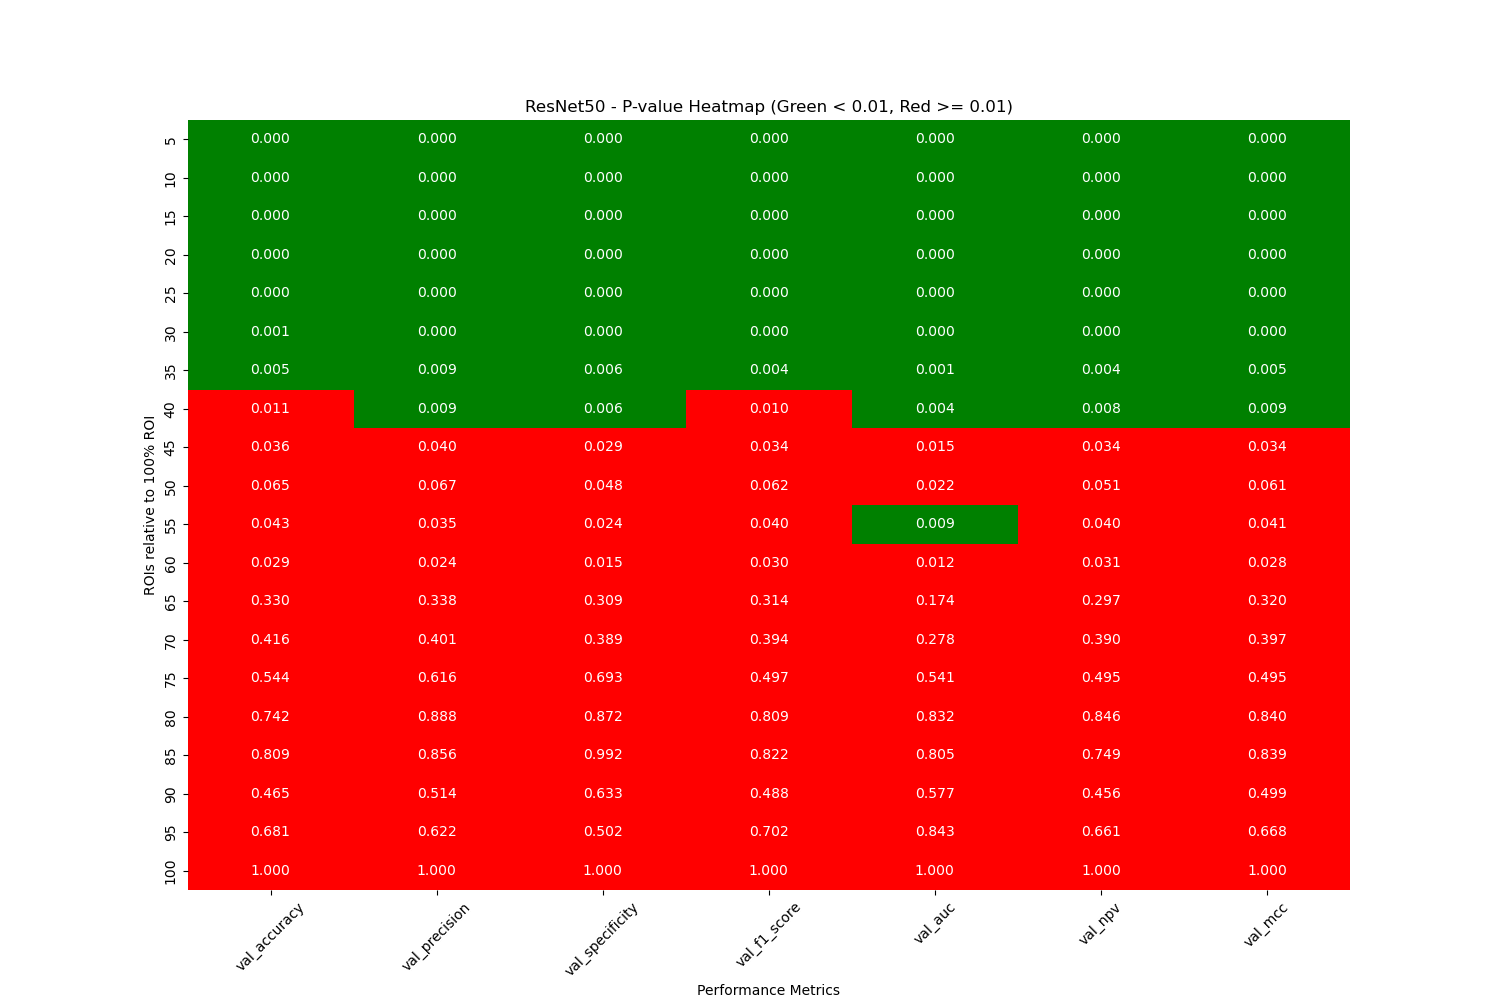 ResNet50 - P-value Heatmap (Green < 0.01, Red >= 0.01)
5 0.000 0.000 0.000 0.000 0.000 0.000 0.000
10 0.000 0.000 0.000 0.000 0.000 0.000 0.000
15 0.000 0.000 0.000 0.000 0.000 0.000 0.000
20 0.000 0.000 0.000 0.000 0.000 0.000 0.000
25 0.000 0.000 0.000 0.000 0.000 0.000 0.000
30 0.001 0.000 0.000 0.000 0.000 0.000 0.000
35 0.005 0.009 0.006 0.004 0.001 0.004 0.005
40 0.011 0.009 0.006 0.010 0.004 0.008 0.009
45 0.036 0.040 0.029 0.034 0.015 0.034 0.034
50 0.065 0.067 0.048 0.062 0.022 0.051 0.061
55 0.043 0.035 0.024 0.040 0.009 0.040 0.041
60 0.029 0.024 0.015 0.030 0.012 0.031 0.028
65 0.330 0.338 0.309 0.314 0.174 0.297 0.320
70 0.416 0.401 0.389 0.394 0.278 0.390 0.397
75 0.544 0.616 0.693 0.497 0.541 0.495 0.495
80 0.742 0.888 0.872 0.809 0.832 0.846 0.840
85 0.809 0.856 0.992 0.822 0.805 0.749 0.839
90 0.465 0.514 0.633 0.488 0.577 0.456 0.499
95 0.681 0.622 0.502 0.702 0.843 0.661 0.668
100 1.000 1.000 1.000 1.000 1.000 1.000 1.000
ROIs relative to 100% ROI
val_accuracy val_precision val_specificity val_f1_score val_auc val_npv val_mcc
Performance Metrics